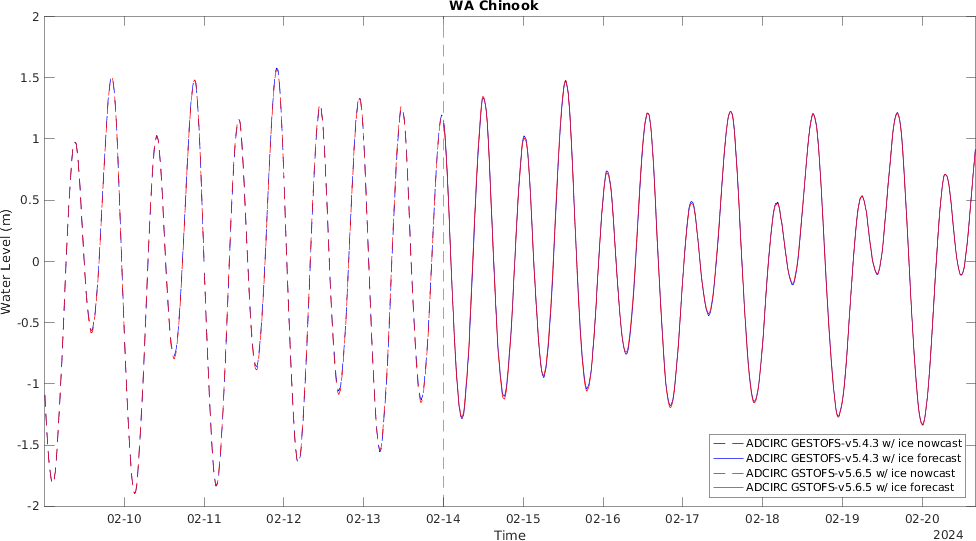 WA Chinook
2
1.5
1
0.5
0
-0.5
-1
-1.5
-2
Water Level (m)
02-10 02-11 02-12 02-13 02-14 02-15 02-16 02-17 02-18 02-19 02-20
Time
2024
ADCIRC GESTOFS-v5.4.3 w/ ice nowcast
ADCIRC GESTOFS-v5.4.3 w/ ice forecast
ADCIRC GSTOFS-v5.6.5 w/ ice nowcast
ADCIRC GSTOFS-v5.6.5 w/ ice forecast